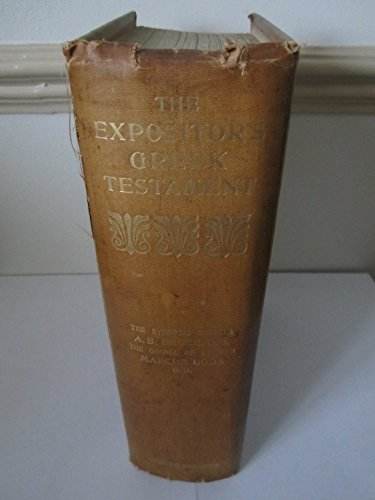 THE
EXPOSITOR'S
GREEK
TESTAMENT
THE SYNOPTIC GOSPELS
A. B. BRUCE, D.D.
THE GOSPEL OF ST. JOHN
MARCUS DODS
D.D.